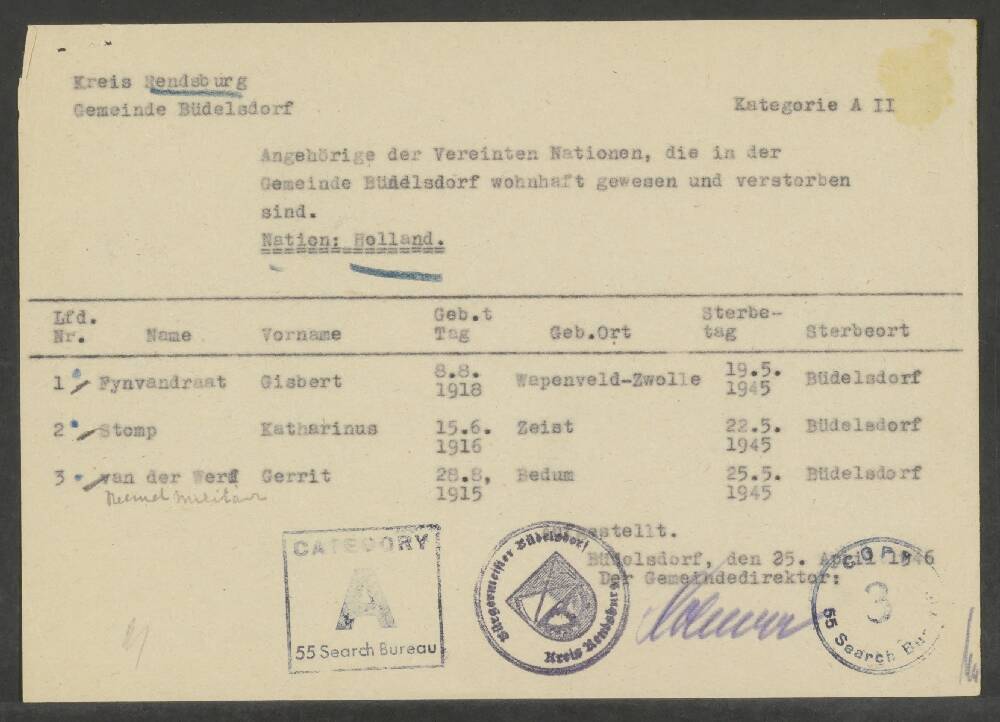 Kreis Rendsburg
Gemeinde Büdelsdorf
Kategorie A II
Angehörige der Vereinten Nationen, die in der
Gemeinde Büdelsdorf wohnhaft gewesen und verstorben
sind.
Nation: Holland.
Lfd. Nr. Name Vorname Geb.t Tag Geb.Ort Sterbe- tag Sterbeort
1 Fynvandraat Gisbert 8.8. 1918 Wapenveld-Zwolle 19.5. 1945 Büdelsdorf
2 Stomp Katharinus 15.6. 1916 Zeist 22.5. 1945 Büdelsdorf
3 van der Werf Gerrit 28.8, 1915 Bedum 25.5. 1945 Büdelsdorf
Büdelsdorf, den 25. April 1946
Der Gemeindedirektor:
CATEGORY
A
55 Search Bureau
Bürgermeister Büdelsdorf
Kreis Rendsburg
COPY
3
55 Search